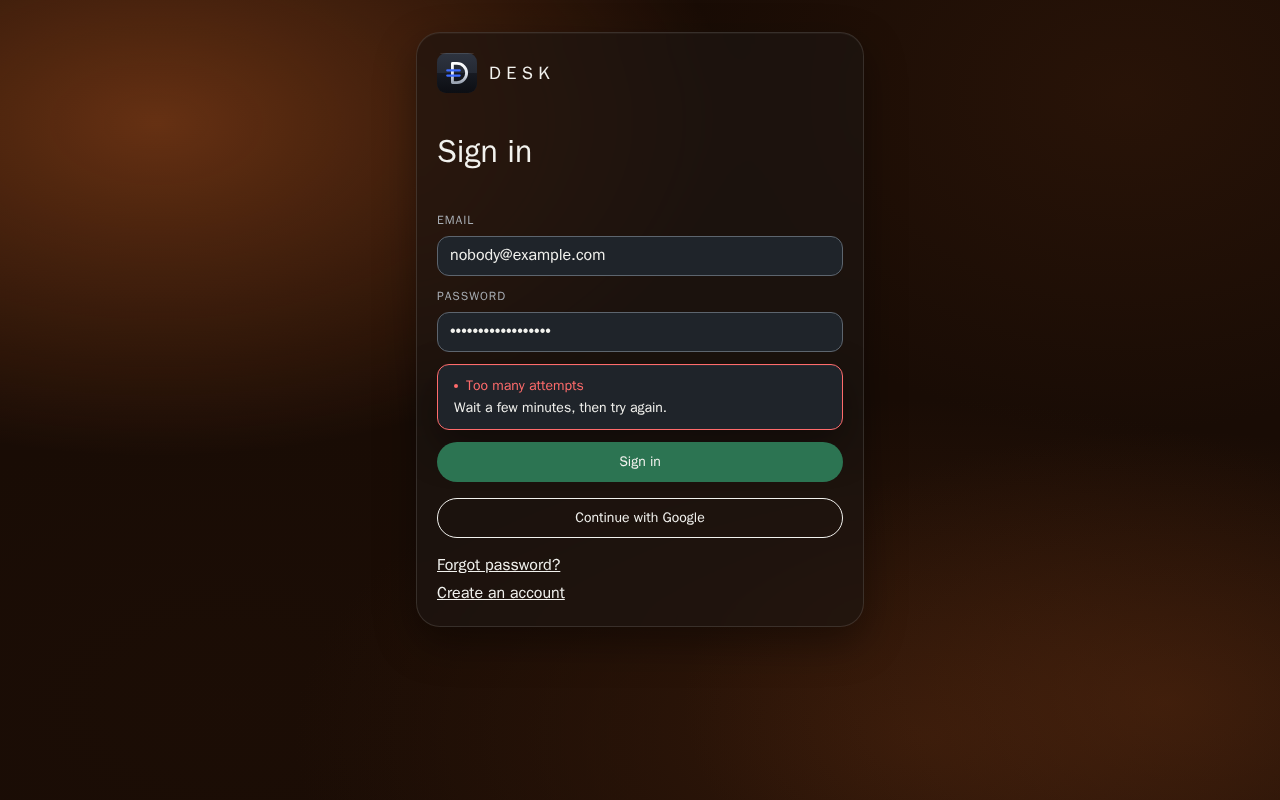 DESK
Sign in
EMAIL
nobody@example.com
PASSWORD
••••••••••••••••••
• Too many attempts
Wait a few minutes, then try again.
Sign in
Continue with Google
Forgot password?
Create an account